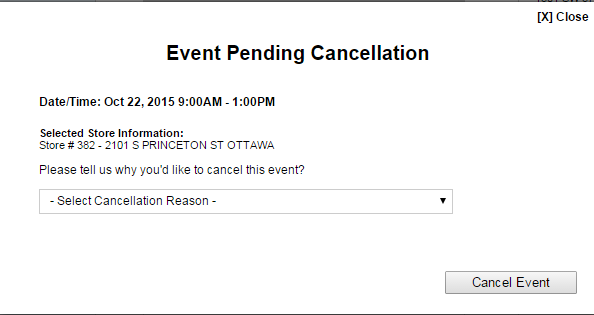 [X] Close
Event Pending Cancellation
Date/Time: Oct 22, 2015 9:00AM - 1:00PM
Selected Store Information:
Store # 382 - 2101 S PRINCETON ST OTTAWA
Please tell us why you'd like to cancel this event?
- Select Cancellation Reason -
Cancel Event